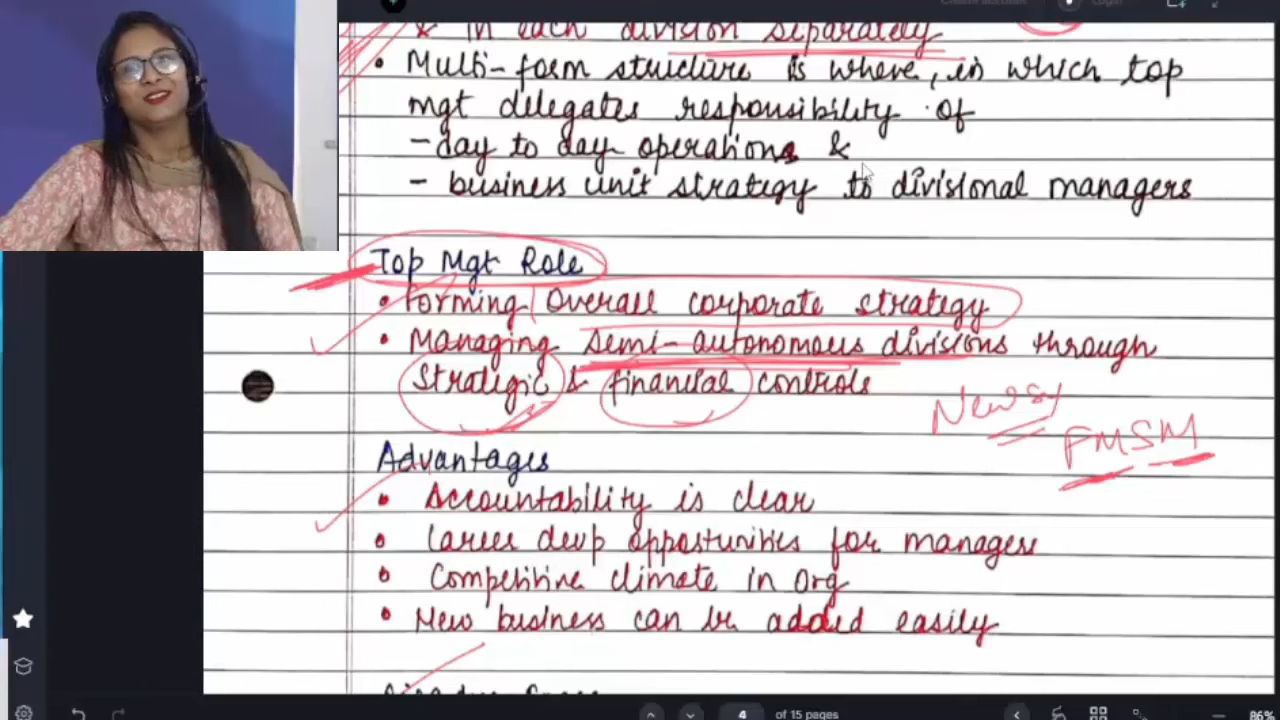 & in each division separately
• Multi-form structure is where, in which top
mgt delegates responsibility of
- day to day operations &
- business unit strategy to divisional managers
Top Mgt Role
• Forming Overall corporate strategy
• Managing semi-autonomous divisions through
strategic & financial controls
New sy
FMSM
Advantages
• Accountability is clear
• Career devp opportunities for managers
• Competitive climate in org
• New business can be added easily
4 of 15 pages
86%